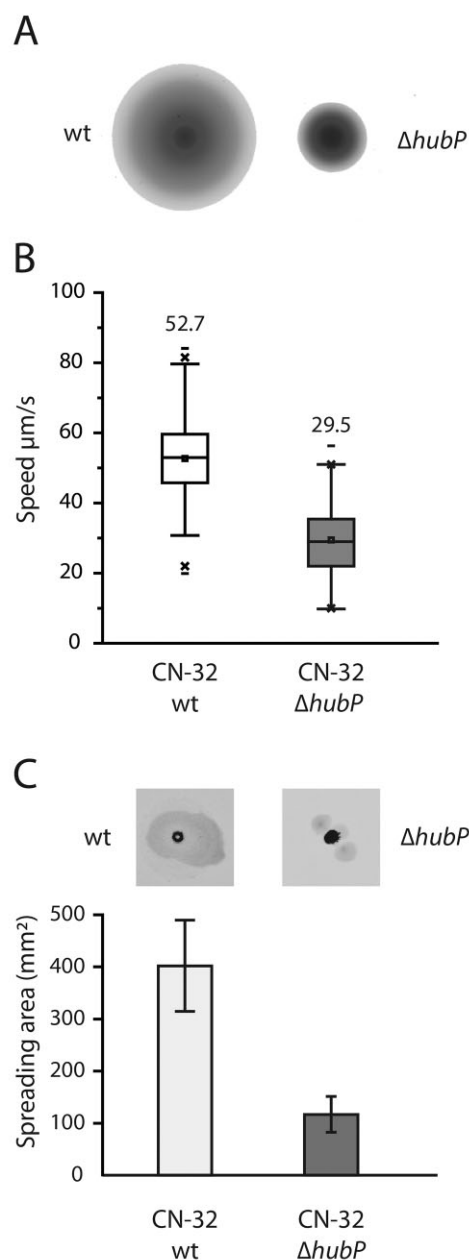 A
wt
ΔhubP
B
100
80
60
40
20
0
Speed μm/s
52.7
29.5
CN-32
wt
CN-32
ΔhubP
C
wt
ΔhubP
500
400
300
200
100
0
Spreading area (mm²)
CN-32
wt
CN-32
ΔhubP